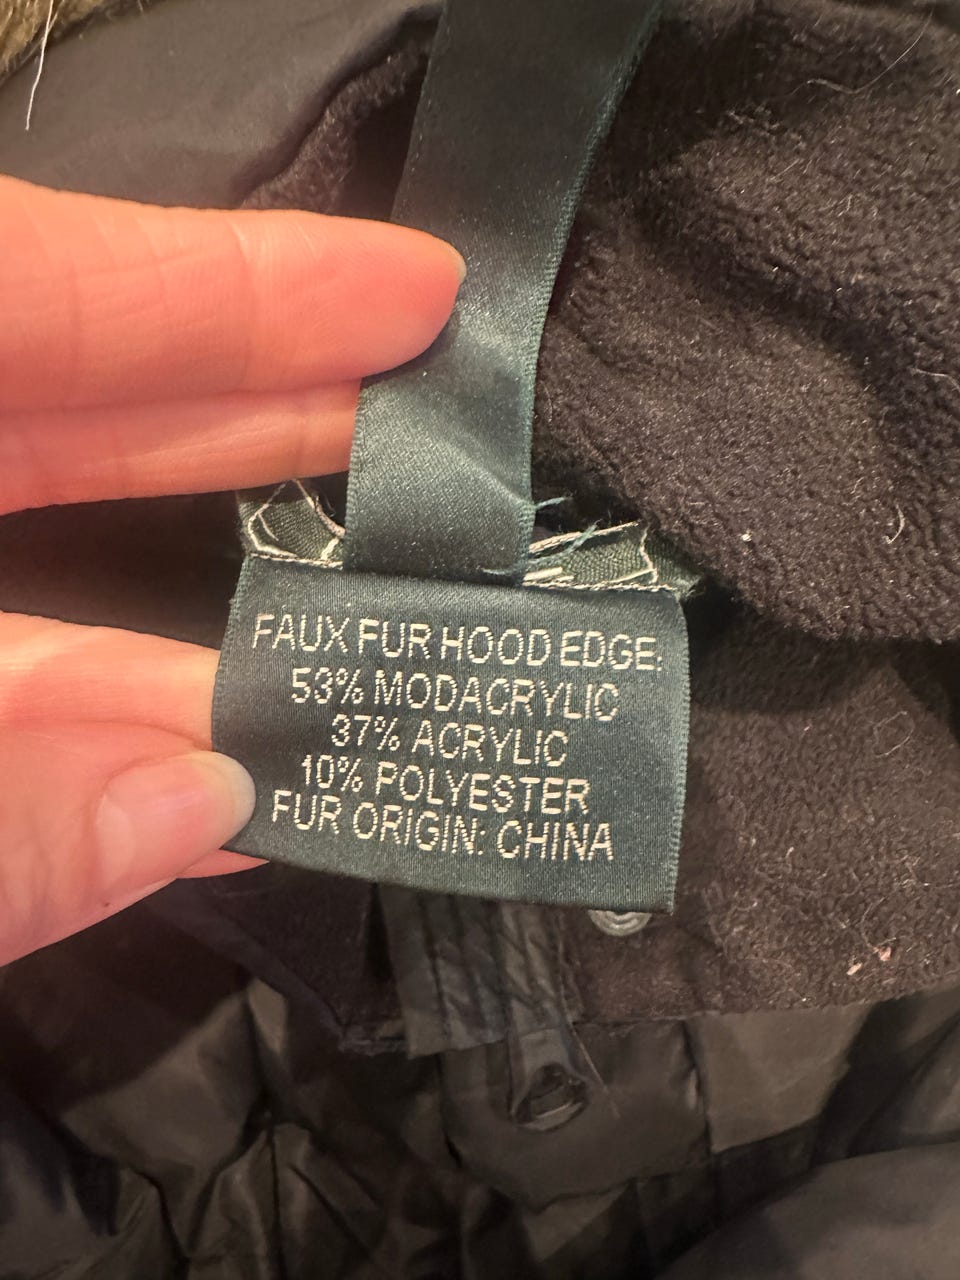 FAUX FUR HOOD EDGE:
53% MODACRYLIC
37% ACRYLIC
10% POLYESTER
FUR ORIGIN: CHINA